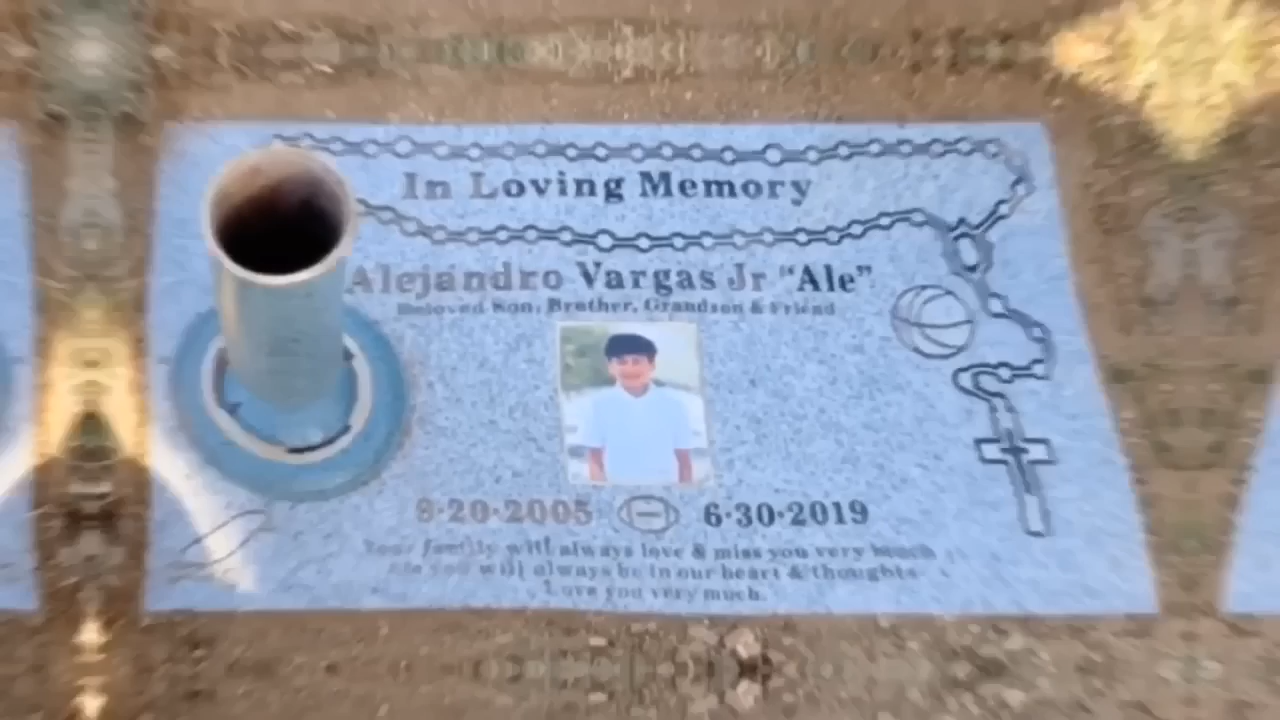 In Loving Memory
Alejandro Vargas Jr “Ale”
Beloved Son, Brother, Grandson & Friend
8·20·2005 6·30·2019
Your family will always love & miss you very much
Ale you will always be in our heart & thoughts
Love you very much.